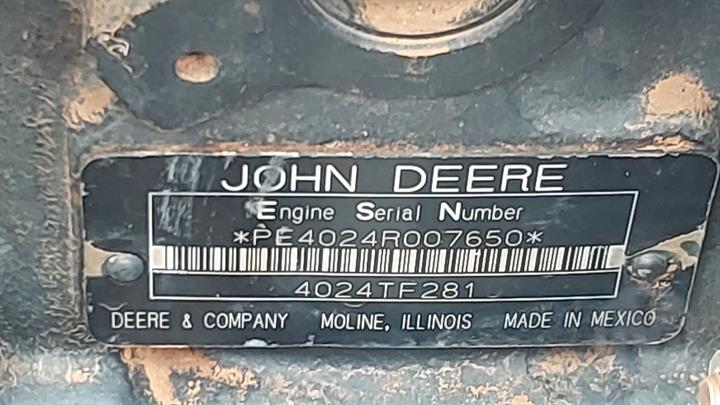 JOHN DEERE
Engine Serial Number
*PE4024R007650*
4024TF281
DEERE & COMPANY MOLINE, ILLINOIS MADE IN MEXICO